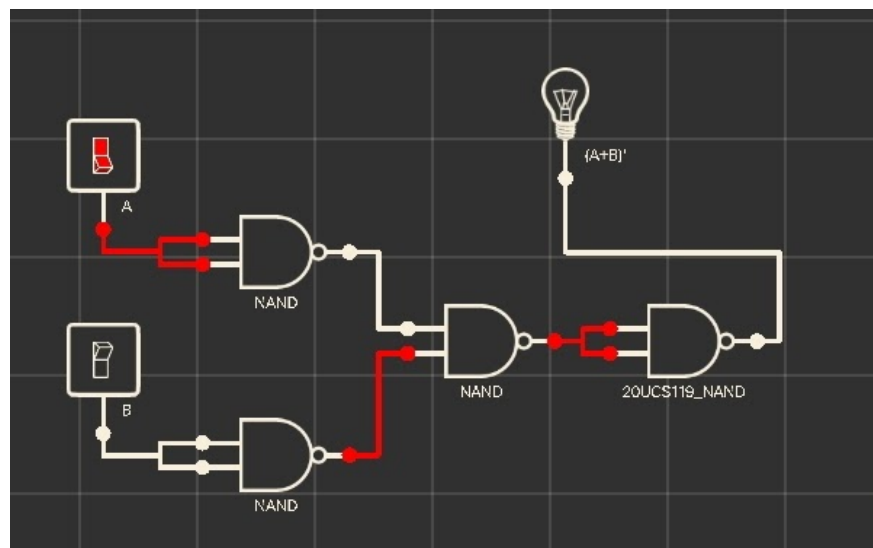 (A+B)'
A
NAND
NAND
20UCS119_NAND
B
NAND